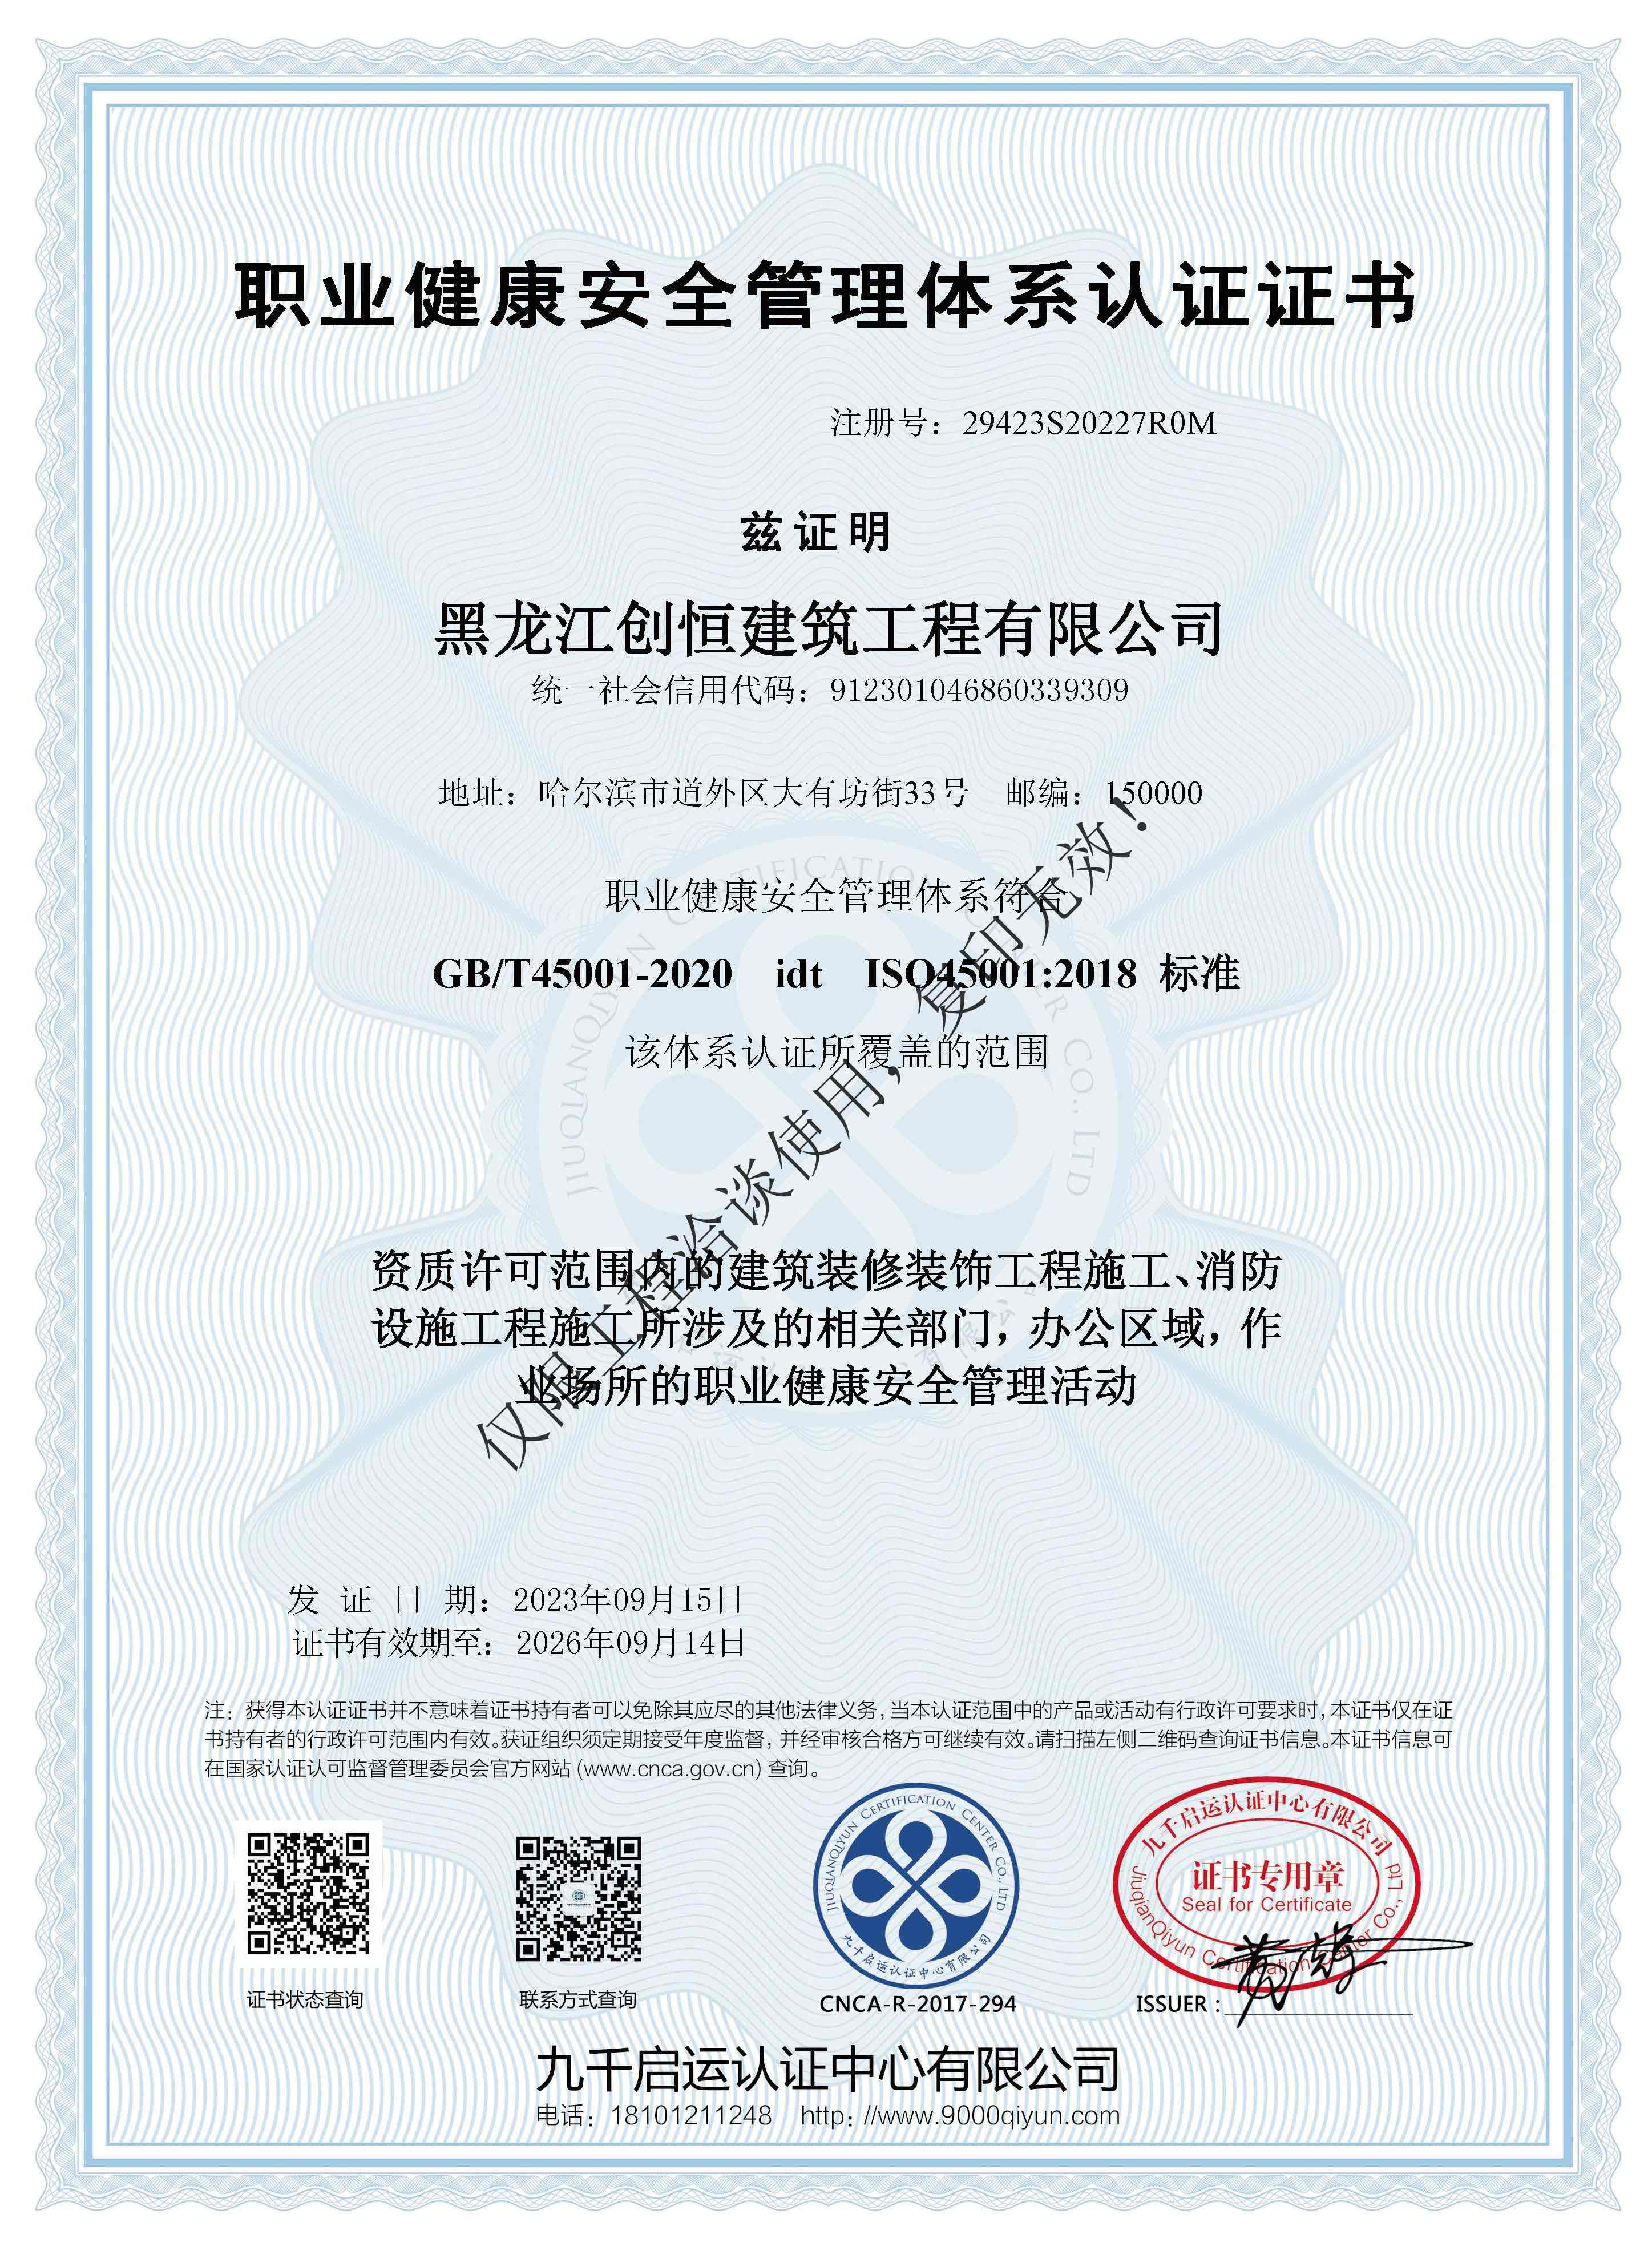 职业健康安全管理体系认证证书
注册号：29423S20227R0M
兹证明
黑龙江创恒建筑工程有限公司
统一社会信用代码：912301046860339309
地址：哈尔滨市道外区大有坊街33号 邮编：150000
职业健康安全管理体系符合
GB/T45001-2020 idt ISO45001:2018 标准
该体系认证所覆盖的范围
资质许可范围内的建筑装修装饰工程施工、消防
设施工程施工所涉及的相关部门，办公区域，作
业场所的职业健康安全管理活动
仅限工程洽谈使用，复印无效！
发 证 日 期：2023年09月15日
证书有效期至：2026年09月14日
注：获得本认证证书并不意味着证书持有者可以免除其应尽的其他法律义务，当本认证范围中的产品或活动有行政许可要求时，本证书仅在证
书持有者的行政许可范围内有效。获证组织须定期接受年度监督，并经审核合格方可继续有效。请扫描左侧二维码查询证书信息。本证书信息可
在国家认证认可监督管理委员会官方网站 (www.cnca.gov.cn) 查询。
证书状态查询
联系方式查询
JIUQIANQIYUN CERTIFICATION CENTER CO., LTD
九千启运认证中心有限公司
CNCA-R-2017-294
九千启运认证中心有限公司
证书专用章
Seal for Certificate
JiuqianQiyun Certification Center Co., Ltd
ISSUER :
九千启运认证中心有限公司
电话：18101211248 http: //www.9000qiyun.com